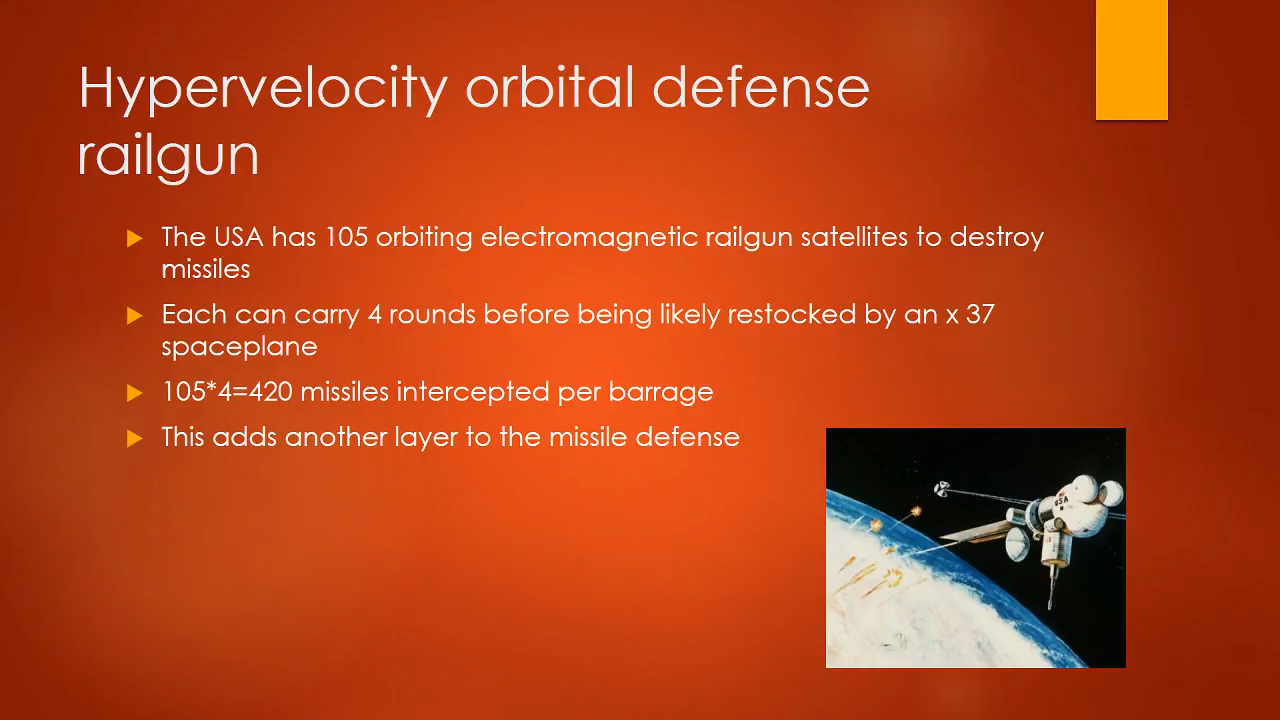 Hypervelocity orbital defense
railgun
The USA has 105 orbiting electromagnetic railgun satellites to destroy
missiles
Each can carry 4 rounds before being likely restocked by an x 37
spaceplane
105*4=420 missiles intercepted per barrage
This adds another layer to the missile defense
USA